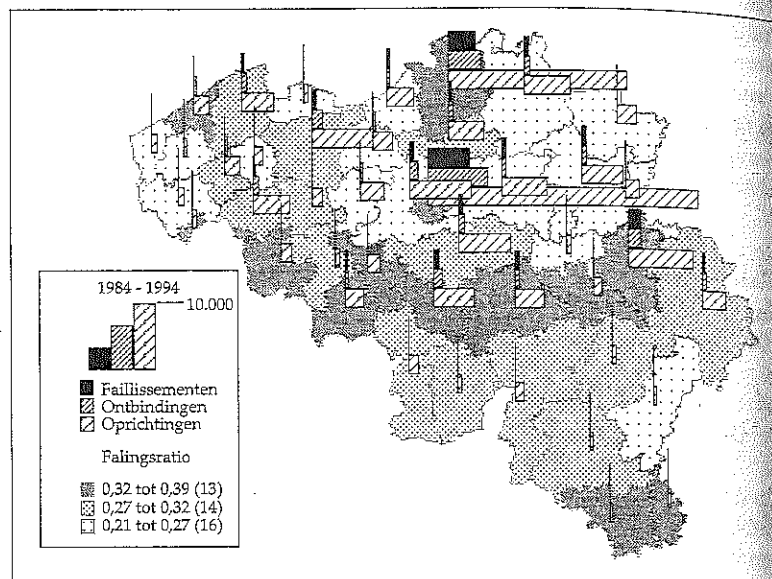 1984 - 1994
10.000
Faillissementen
Ontbindingen
Oprichtingen
Falingsratio
0,32 tot 0,39 (13)
0,27 tot 0,32 (14)
0,21 tot 0,27 (16)